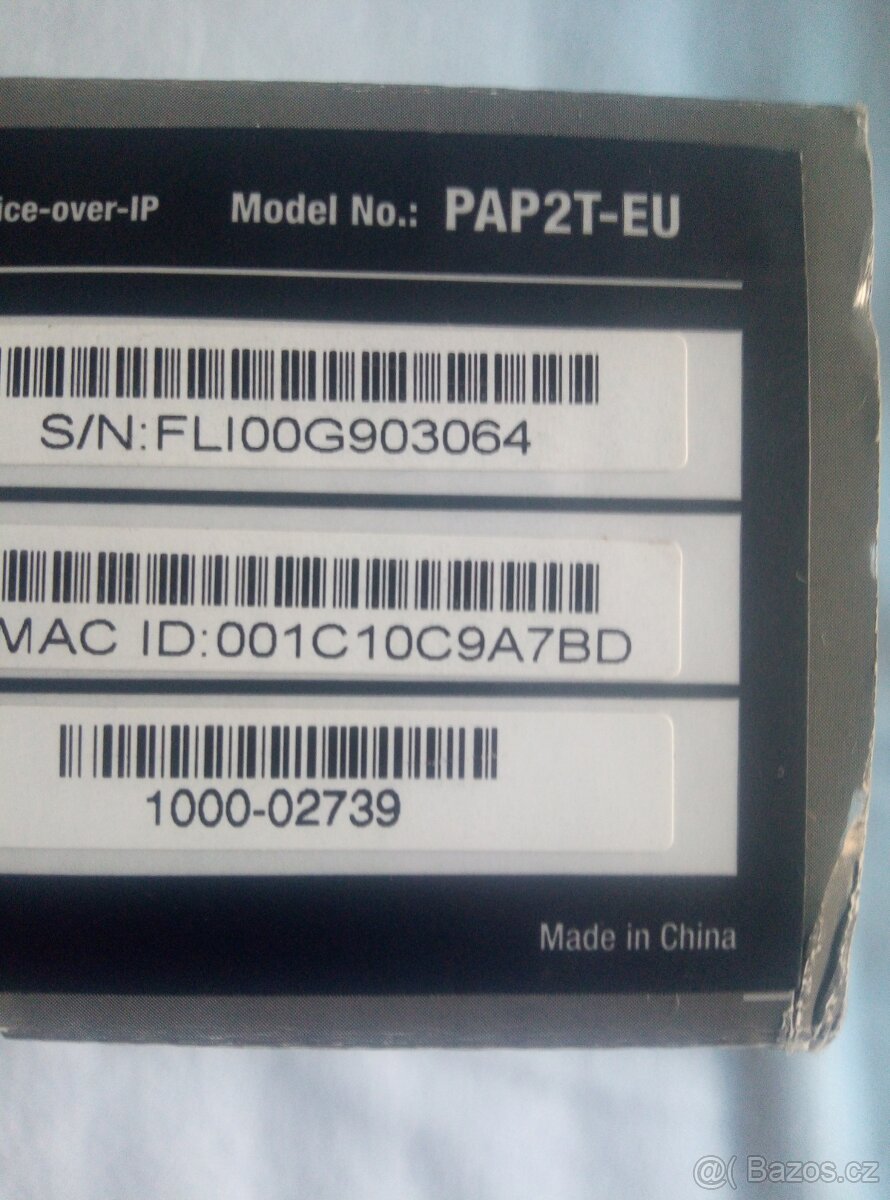 ice-over-IP Model No.: PAP2T-EU
S/N:FLI00G903064
MAC ID:001C10C9A7BD
1000-02739
Made in China
@( Bazos.cz